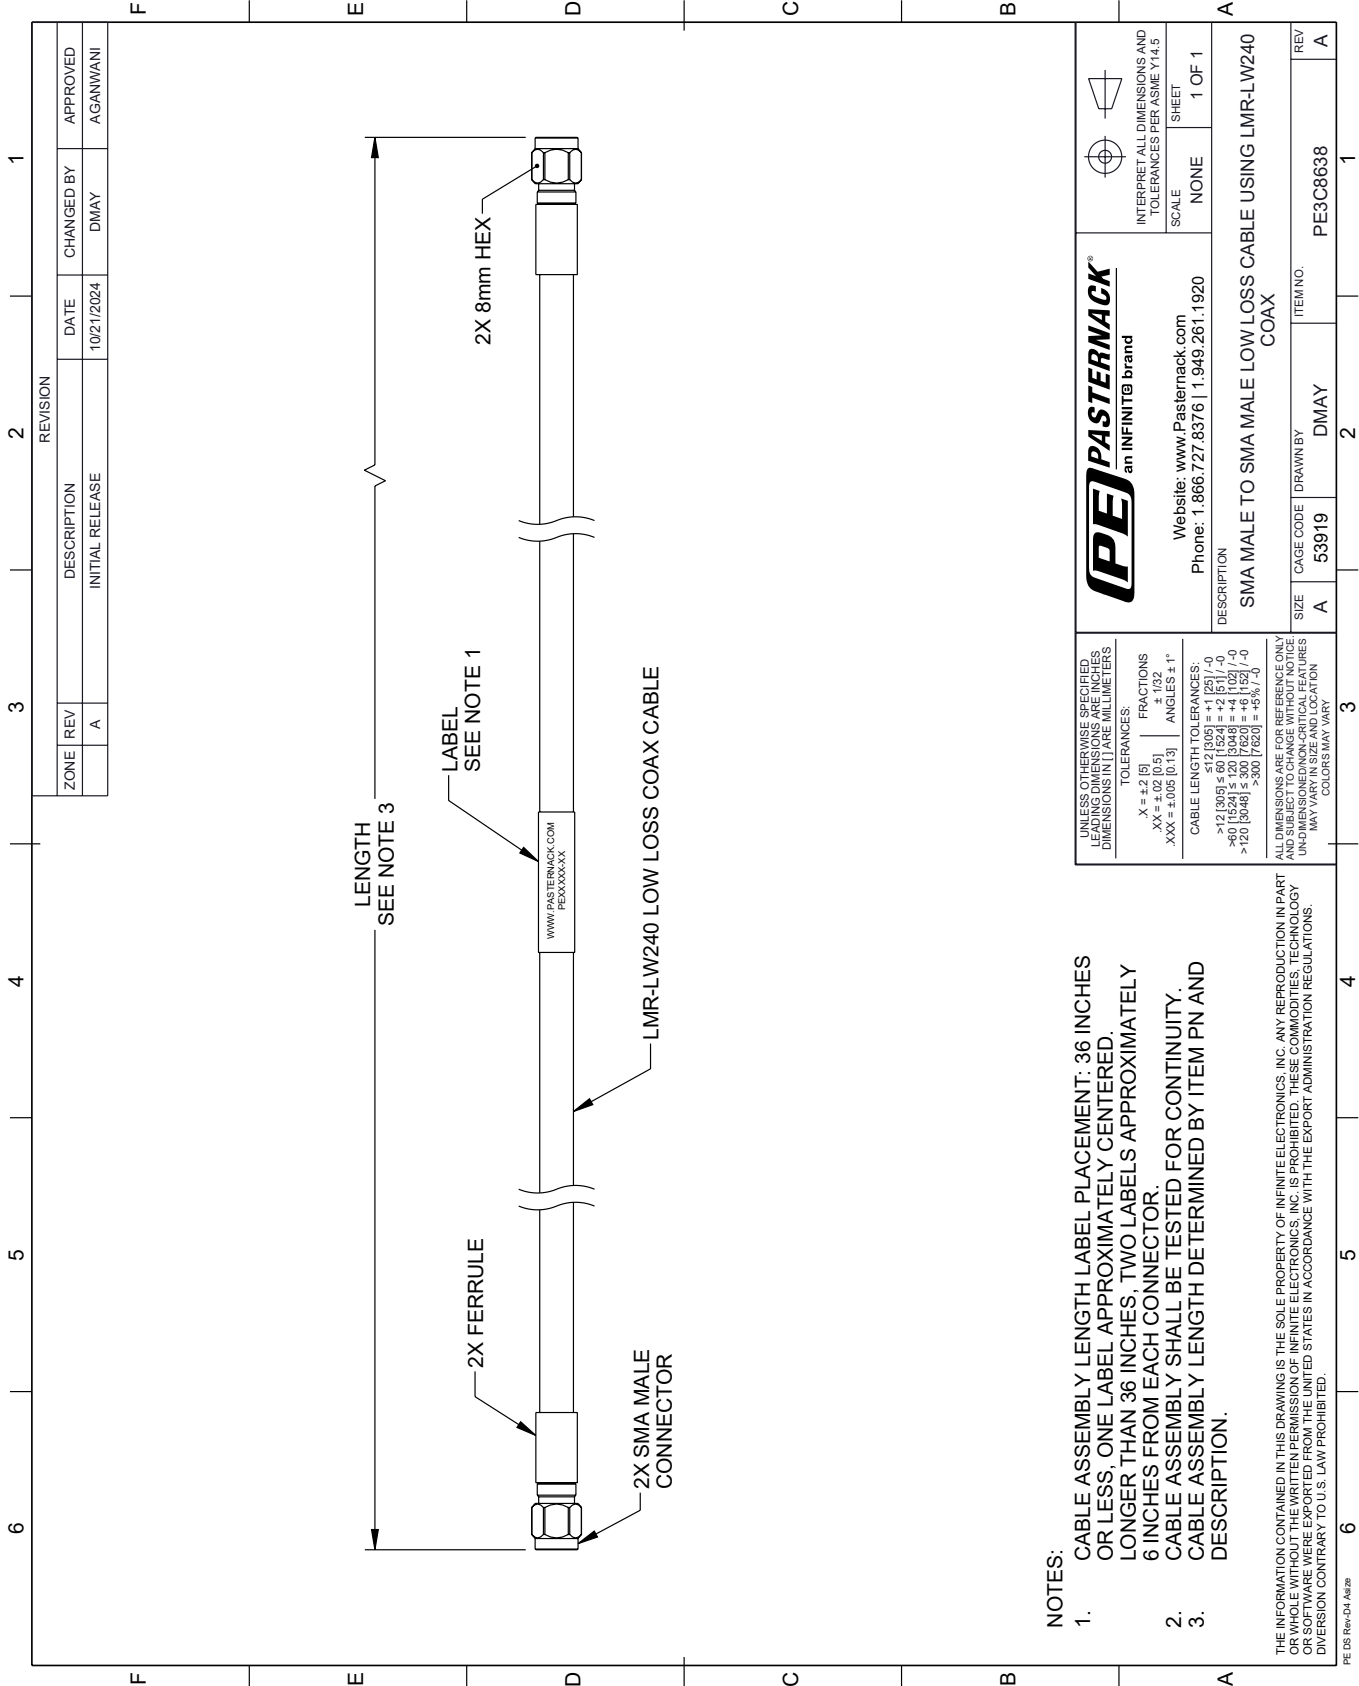 6
5
4
3
2
1
F
E
D
C
B
A
REVISION
ZONE REV DESCRIPTION DATE CHANGED BY APPROVED
A INITIAL RELEASE 10/21/2024 DMAY AGANWANI
LENGTH
SEE NOTE 3
2X FERRULE
LABEL
SEE NOTE 1
2X 8mm HEX
WWW.PASTERNACK.COM
PEXXXXX-XX
2X SMA MALE
CONNECTOR
LMR-LW240 LOW LOSS COAX CABLE
NOTES:
1. CABLE ASSEMBLY LENGTH LABEL PLACEMENT: 36 INCHES
OR LESS, ONE LABEL APPROXIMATELY CENTERED.
LONGER THAN 36 INCHES, TWO LABELS APPROXIMATELY
6 INCHES FROM EACH CONNECTOR.
2. CABLE ASSEMBLY SHALL BE TESTED FOR CONTINUITY.
3. CABLE ASSEMBLY LENGTH DETERMINED BY ITEM PN AND
DESCRIPTION.
THE INFORMATION CONTAINED IN THIS DRAWING IS THE SOLE PROPERTY OF INFINITE ELECTRONICS, INC. ANY REPRODUCTION IN PART
OR WHOLE WITHOUT THE WRITTEN PERMISSION OF INFINITE ELECTRONICS, INC. IS PROHIBITED. THESE COMMODITIES, TECHNOLOGY
OR SOFTWARE WERE EXPORTED FROM THE UNITED STATES IN ACCORDANCE WITH THE EXPORT ADMINISTRATION REGULATIONS.
DIVERSION CONTRARY TO U.S. LAW PROHIBITED.
UNLESS OTHERWISE SPECIFIED
LEADING DIMENSIONS ARE INCHES
DIMENSIONS IN [ ] ARE MILLIMETERS
TOLERANCES:
.X = ±.2 [5]
.XX = ±.02 [0.5]
.XXX = ±.005 [0.13]
FRACTIONS
± 1/32
ANGLES ± 1°
CABLE LENGTH TOLERANCES:
≤12 [305] = +1 [25] / -0
>12 [305] ≤ 60 [1524] = +2 [51] / -0
>60 [1524] ≤ 120 [3048] = +4 [102] / -0
>120 [3048] ≤ 300 [7620] = +6 [152] / -0
>300 [7620] = +5% / -0
ALL DIMENSIONS ARE FOR REFERENCE ONLY
AND SUBJECT TO CHANGE WITHOUT NOTICE.
UN-DIMENSIONED/NON-CRITICAL FEATURES
MAY VARY IN SIZE AND LOCATION
COLORS MAY VARY
PE PASTERNACK®
an INFINIT@ brand
Website: www.Pasternack.com
Phone: 1.866.727.8376 | 1.949.261.1920
INTERPRET ALL DIMENSIONS AND
TOLERANCES PER ASME Y14.5
SCALE NONE
SHEET 1 OF 1
DESCRIPTION
SMA MALE TO SMA MALE LOW LOSS CABLE USING LMR-LW240
COAX
SIZE A
CAGE CODE 53919
DRAWN BY DMAY
ITEM NO. PE3C8638
REV A
F
E
D
C
B
A
6
5
4
3
2
1
PE DS Rev-D4 Asize